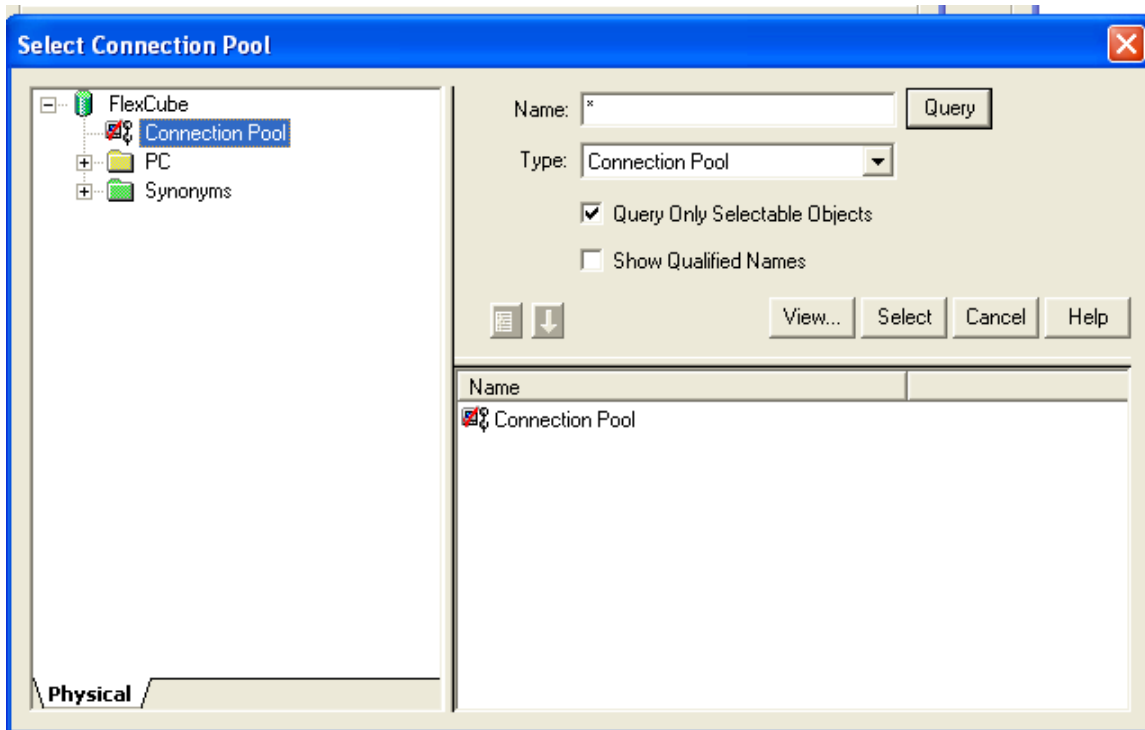 Select Connection Pool
FlexCube
Connection Pool
PC
Synonyms
Physical
Name: * Query
Type: Connection Pool
Query Only Selectable Objects
Show Qualified Names
View... Select Cancel Help
Name
Connection Pool